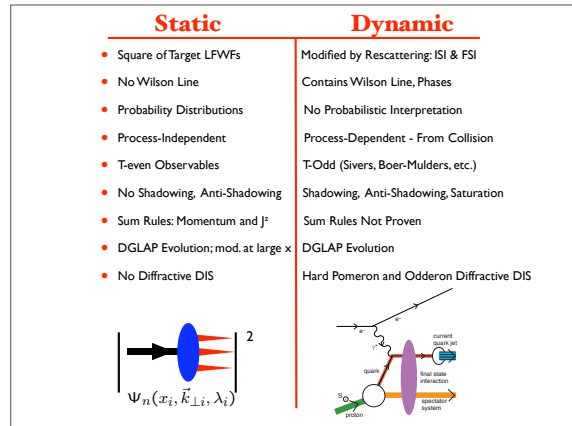 Static
Dynamic
Square of Target LFWFs
Modified by Rescattering: ISI & FSI
No Wilson Line
Contains Wilson Line, Phases
Probability Distributions
No Probabilistic Interpretation
Process-Independent
Process-Dependent - From Collision
T-even Observables
T-Odd (Sivers, Boer-Mulders, etc.)
No Shadowing, Anti-Shadowing
Shadowing, Anti-Shadowing, Saturation
Sum Rules: Momentum and J^z
Sum Rules Not Proven
DGLAP Evolution; mod. at large x
DGLAP Evolution
No Diffractive DIS
Hard Pomeron and Odderon Diffractive DIS
2
Ψ_n(x_i, \vec{k}_{⊥i}, λ_i)
e^-
e^-
γ*
current
quark jet
quark
final state
interaction
S
spectator
system
proton